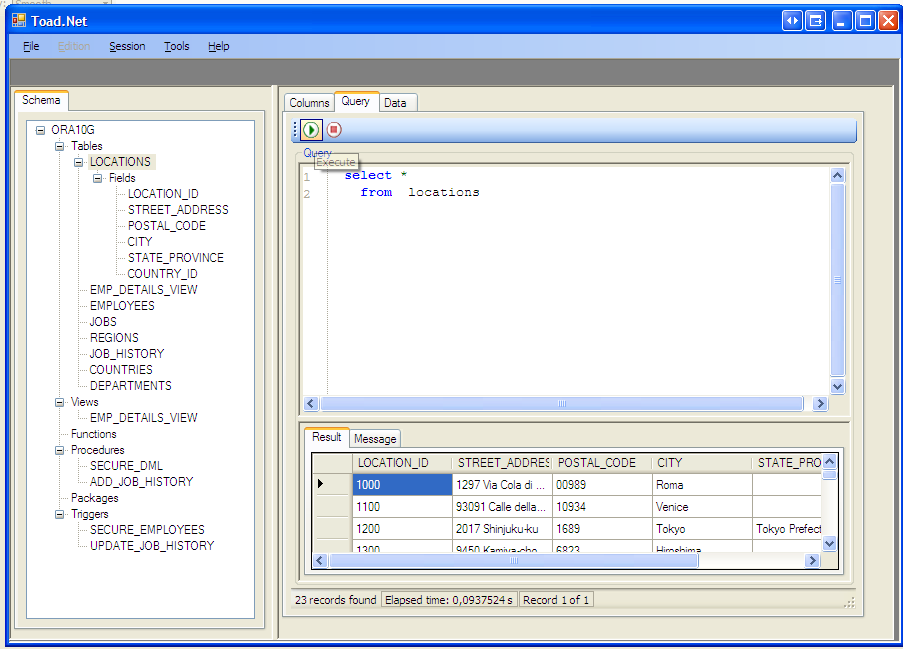 Smooth
Toad.Net
File Edition Session Tools Help
Schema
ORA10G
Tables
LOCATIONS
Fields
LOCATION_ID
STREET_ADDRESS
POSTAL_CODE
CITY
STATE_PROVINCE
COUNTRY_ID
EMP_DETAILS_VIEW
EMPLOYEES
JOBS
REGIONS
JOB_HISTORY
COUNTRIES
DEPARTMENTS
Views
EMP_DETAILS_VIEW
Functions
Procedures
SECURE_DML
ADD_JOB_HISTORY
Packages
Triggers
SECURE_EMPLOYEES
UPDATE_JOB_HISTORY
Columns Query Data
Query
Execute
1 select *
2 from locations
Result Message
LOCATION_ID STREET_ADDRES POSTAL_CODE CITY STATE_PRO
1000 1297 Via Cola di ... 00989 Roma
1100 93091 Calle della... 10934 Venice
1200 2017 Shinjuku-ku 1689 Tokyo Tokyo Prefect
1300 9450 Kamiya-cho 6823 Hiroshima
23 records found Elapsed time: 0,0937524 s Record 1 of 1